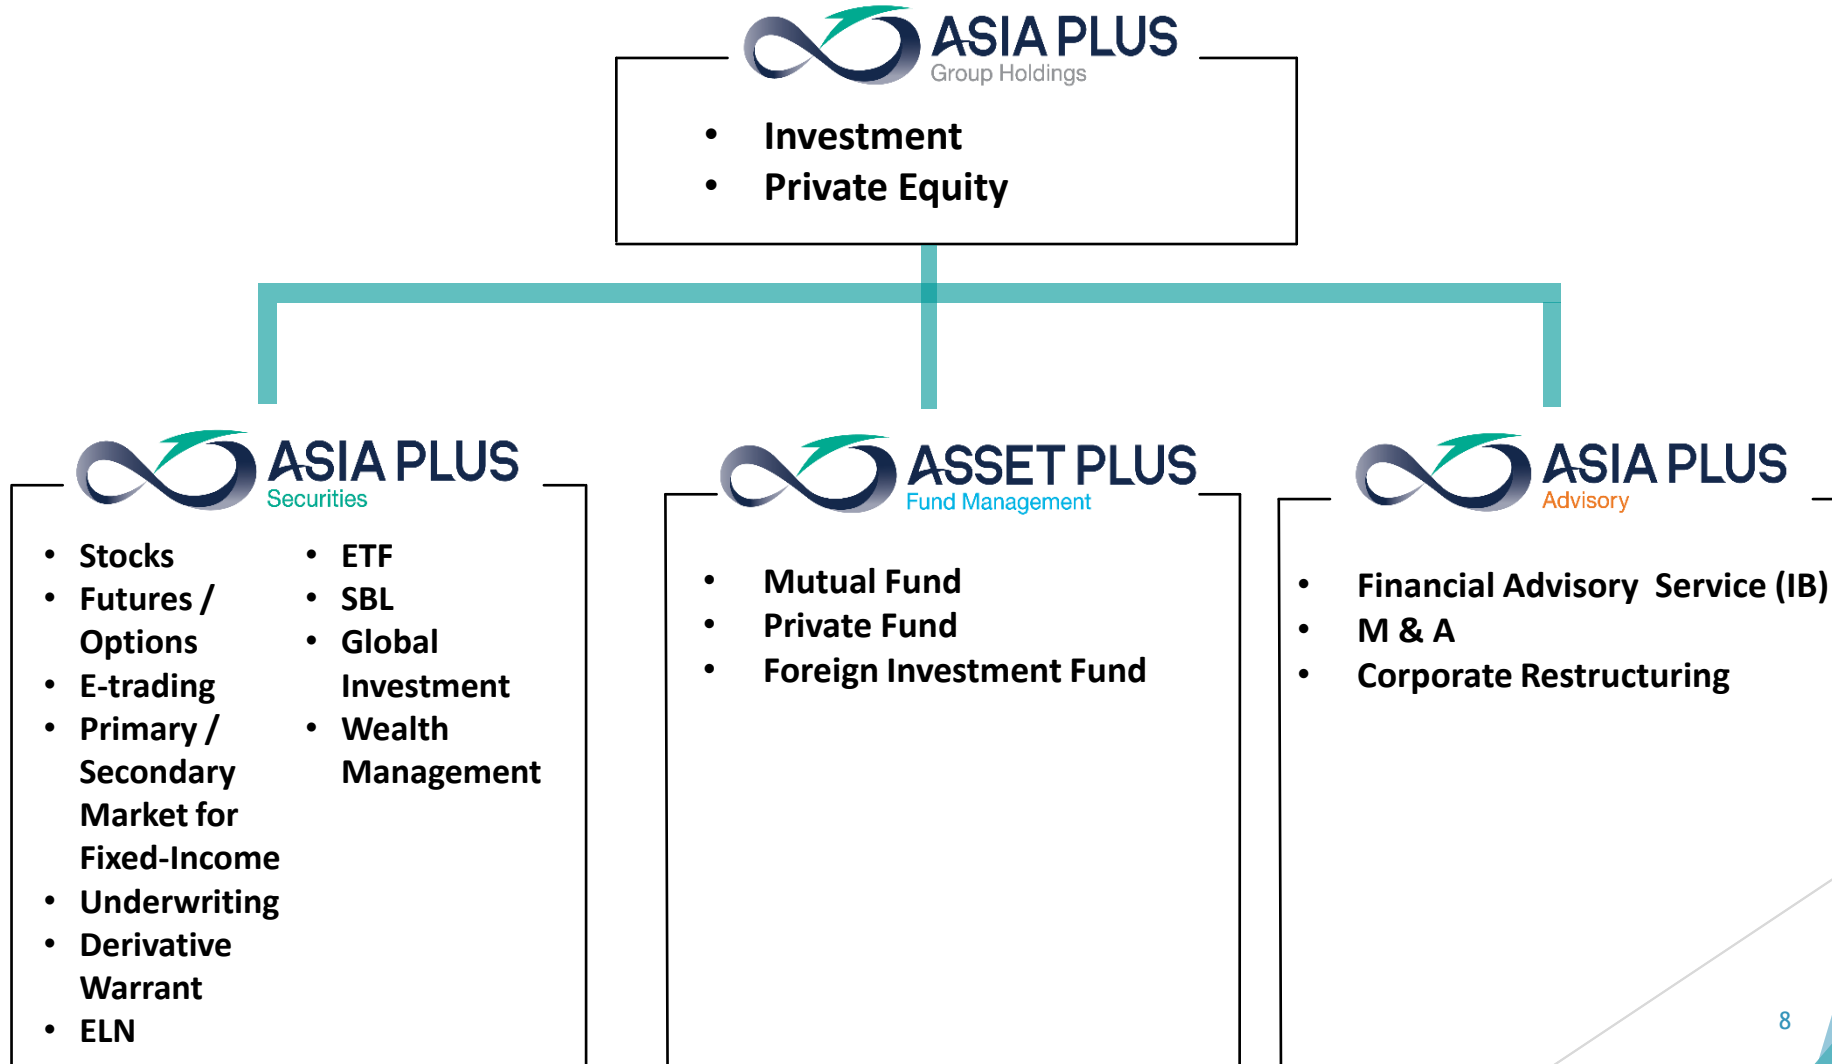 ASIA PLUS
Group Holdings
• Investment
• Private Equity
ASIA PLUS
Securities
• Stocks
• Futures /
Options
• E-trading
• Primary /
Secondary
Market for
Fixed-Income
• Underwriting
• Derivative
Warrant
• ELN
• ETF
• SBL
• Global
Investment
• Wealth
Management
ASSET PLUS
Fund Management
• Mutual Fund
• Private Fund
• Foreign Investment Fund
ASIA PLUS
Advisory
• Financial Advisory Service (IB)
• M & A
• Corporate Restructuring
8